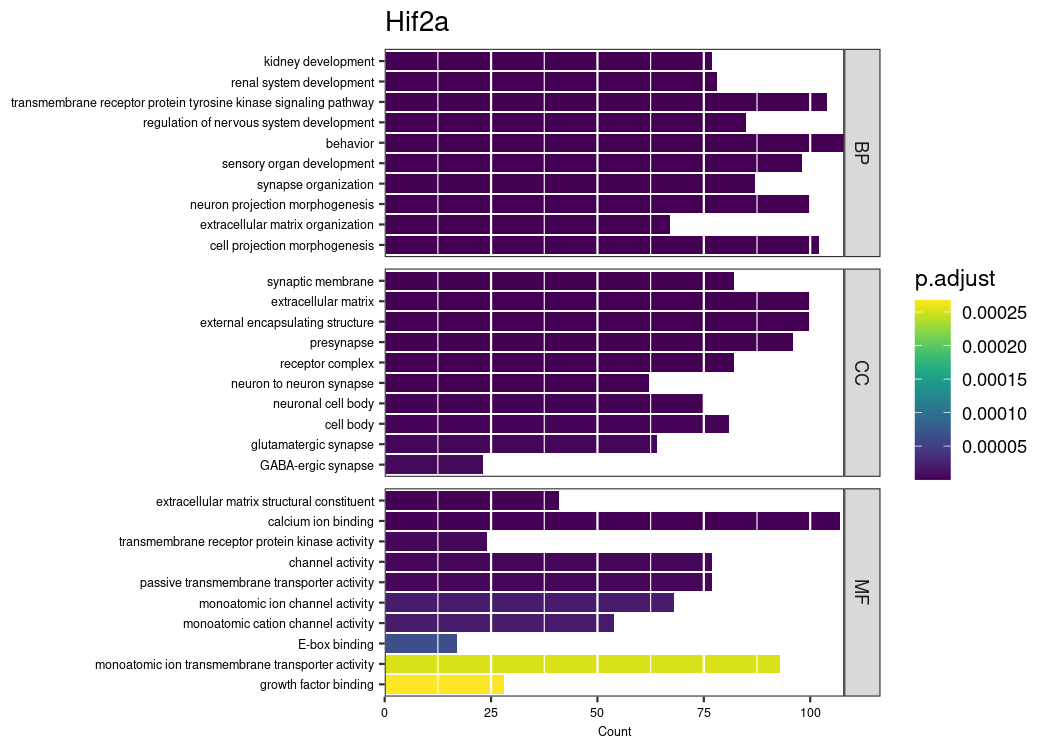 Hif2a
kidney development
renal system development
transmembrane receptor protein tyrosine kinase signaling pathway
regulation of nervous system development
behavior
sensory organ development
synapse organization
neuron projection morphogenesis
extracellular matrix organization
cell projection morphogenesis
BP
synaptic membrane
extracellular matrix
external encapsulating structure
presynapse
receptor complex
neuron to neuron synapse
neuronal cell body
cell body
glutamatergic synapse
GABA-ergic synapse
CC
extracellular matrix structural constituent
calcium ion binding
transmembrane receptor protein kinase activity
channel activity
passive transmembrane transporter activity
monoatomic ion channel activity
monoatomic cation channel activity
E-box binding
monoatomic ion transmembrane transporter activity
growth factor binding
MF
0 25 50 75 100
Count
p.adjust
0.00025
0.00020
0.00015
0.00010
0.00005